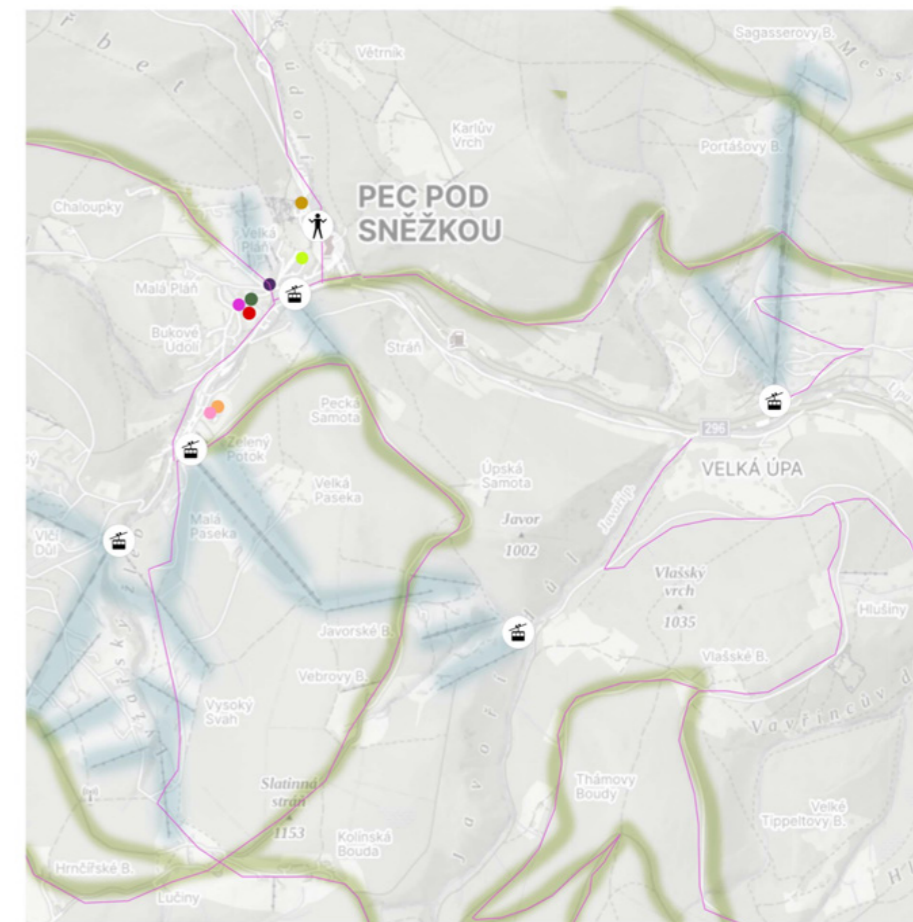 Sagasserovy B.
Větrník
Karlův
Vrch
Portášovy B.
PEC POD
SNĚŽKOU
Chaloupky
Velká
Pláň
Malá Pláň
Bukové
Údolí
Stráň
Pecká
Samota
296
VELKÁ ÚPA
Zelený
Potok
Velká
Paseka
Úpská
Samota
Malá
Paseka
Vlčí
Důl
Javor
1002
Vlašský
vrch
1035
Hlušiny
Javorské B.
Vlašské B.
Vebrovy B.
Vysoký
Svah
Thámovy
Boudy
Slatinná
stráň
1153
Velké
Tippeltovy B.
Kolínská
Bouda
Hrnčířské B.
Lučiny